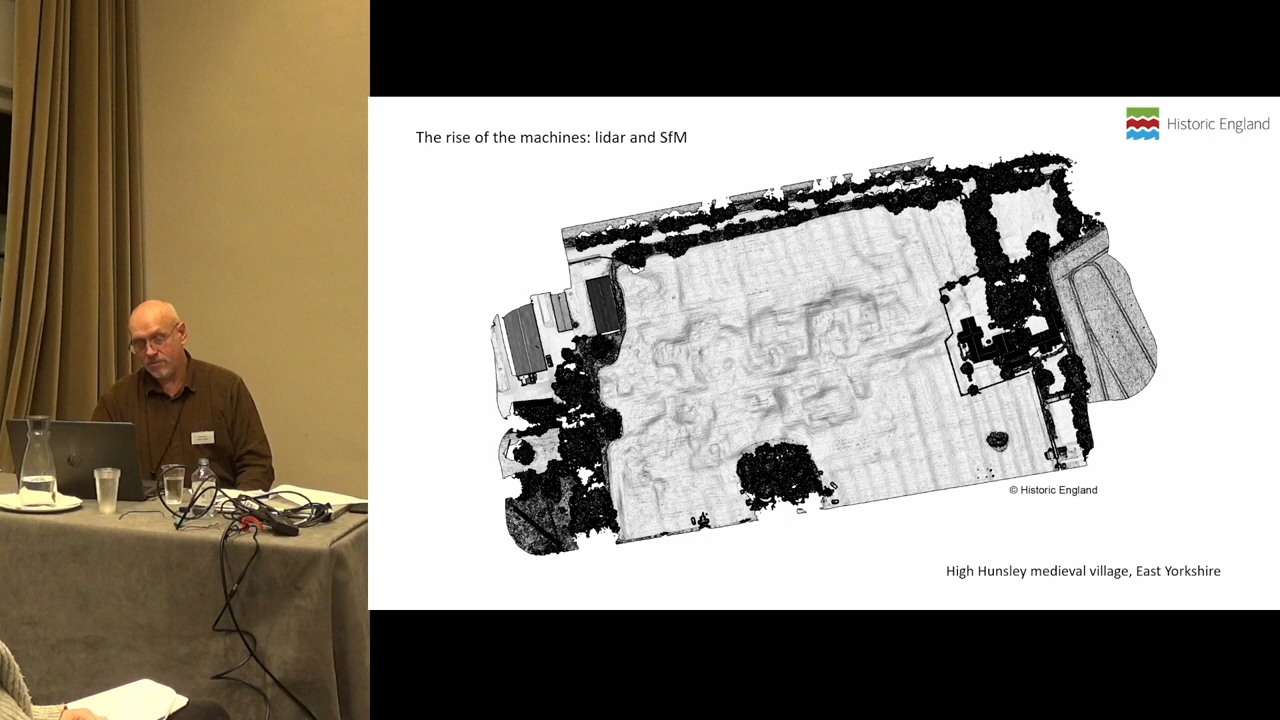 The rise of the machines: lidar and SfM
Historic England
© Historic England
High Hunsley medieval village, East Yorkshire